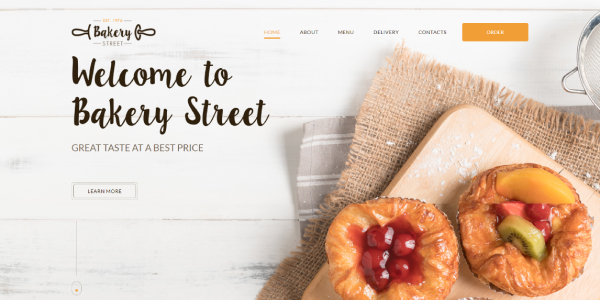 EST. 1996
Bakery
STREET
HOME ABOUT MENU DELIVERY CONTACTS ORDER
Welcome to
Bakery Street
GREAT TASTE AT A BEST PRICE
LEARN MORE